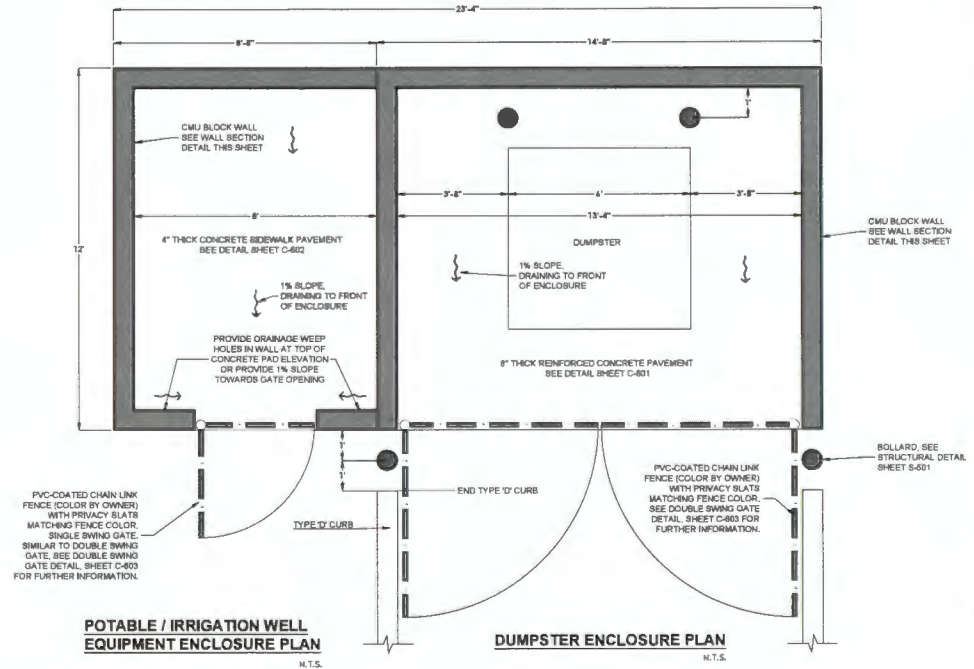 23'-4"
8'-8"
14'-8"
CMU BLOCK WALL
SEE WALL SECTION
DETAIL THIS SHEET
1'
3'-8"
6'
3'-8"
8'
13'-4"
12'
4" THICK CONCRETE SIDEWALK PAVEMENT
SEE DETAIL SHEET C-602
DUMPSTER
CMU BLOCK WALL
SEE WALL SECTION
DETAIL THIS SHEET
1% SLOPE,
DRAINING TO FRONT
OF ENCLOSURE
1% SLOPE,
DRAINING TO FRONT
OF ENCLOSURE
PROVIDE DRAINAGE WEEP
HOLES IN WALL AT TOP OF
CONCRETE PAD ELEVATION
OR PROVIDE 1% SLOPE
TOWARDS GATE OPENING
6" THICK REINFORCED CONCRETE PAVEMENT
SEE DETAIL SHEET C-601
1'
1'
BOLLARD, SEE
STRUCTURAL DETAIL
SHEET S-501
END TYPE 'D' CURB
TYPE 'D' CURB
PVC-COATED CHAIN LINK
FENCE (COLOR BY OWNER)
WITH PRIVACY SLATS
MATCHING FENCE COLOR,
SEE DOUBLE SWING GATE
DETAIL, SHEET C-603 FOR
FURTHER INFORMATION.
PVC-COATED CHAIN LINK
FENCE (COLOR BY OWNER)
WITH PRIVACY SLATS
MATCHING FENCE COLOR,
SINGLE SWING GATE,
SIMILAR TO DOUBLE SWING
GATE, SEE DOUBLE SWING
GATE DETAIL, SHEET C-603
FOR FURTHER INFORMATION.
POTABLE / IRRIGATION WELL
EQUIPMENT ENCLOSURE PLAN
N.T.S.
DUMPSTER ENCLOSURE PLAN
N.T.S.